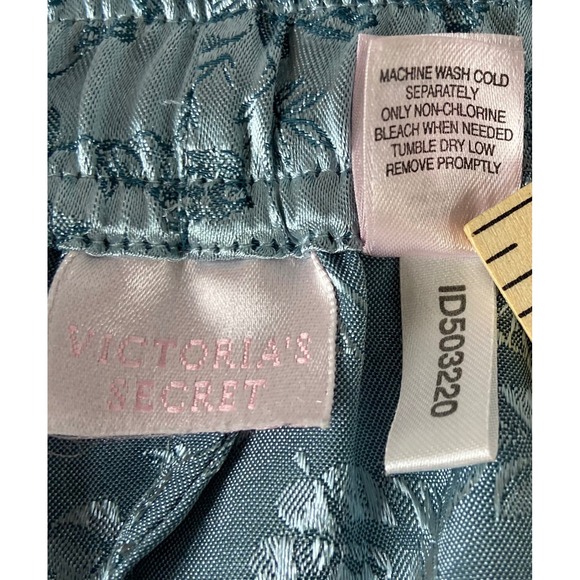 MACHINE WASH COLD
SEPARATELY
ONLY NON-CHLORINE
BLEACH WHEN NEEDED
TUMBLE DRY LOW
REMOVE PROMPTLY
VICTORIA'S
SECRET
ID503220